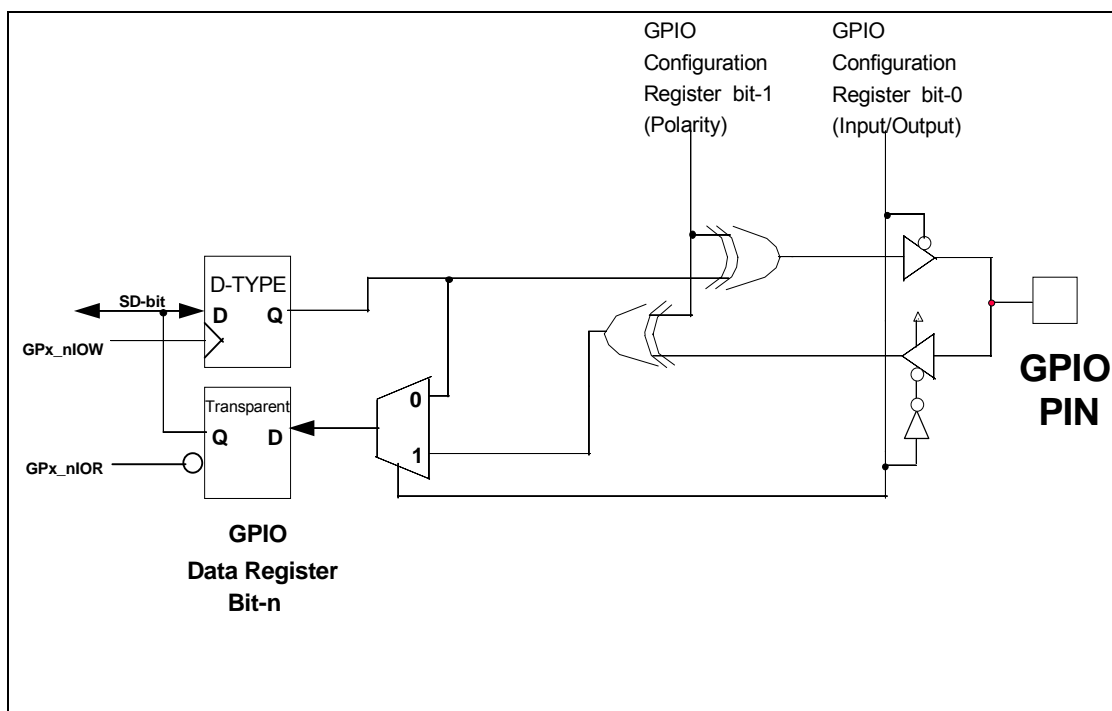 GPIO
Configuration
Register bit-1
(Polarity)
GPIO
Configuration
Register bit-0
(Input/Output)
D-TYPE
SD-bit
D
Q
GPx_nIOW
Transparent
Q
D
GPx_nIOR
0
1
GPIO
Data Register
Bit-n
GPIO
PIN